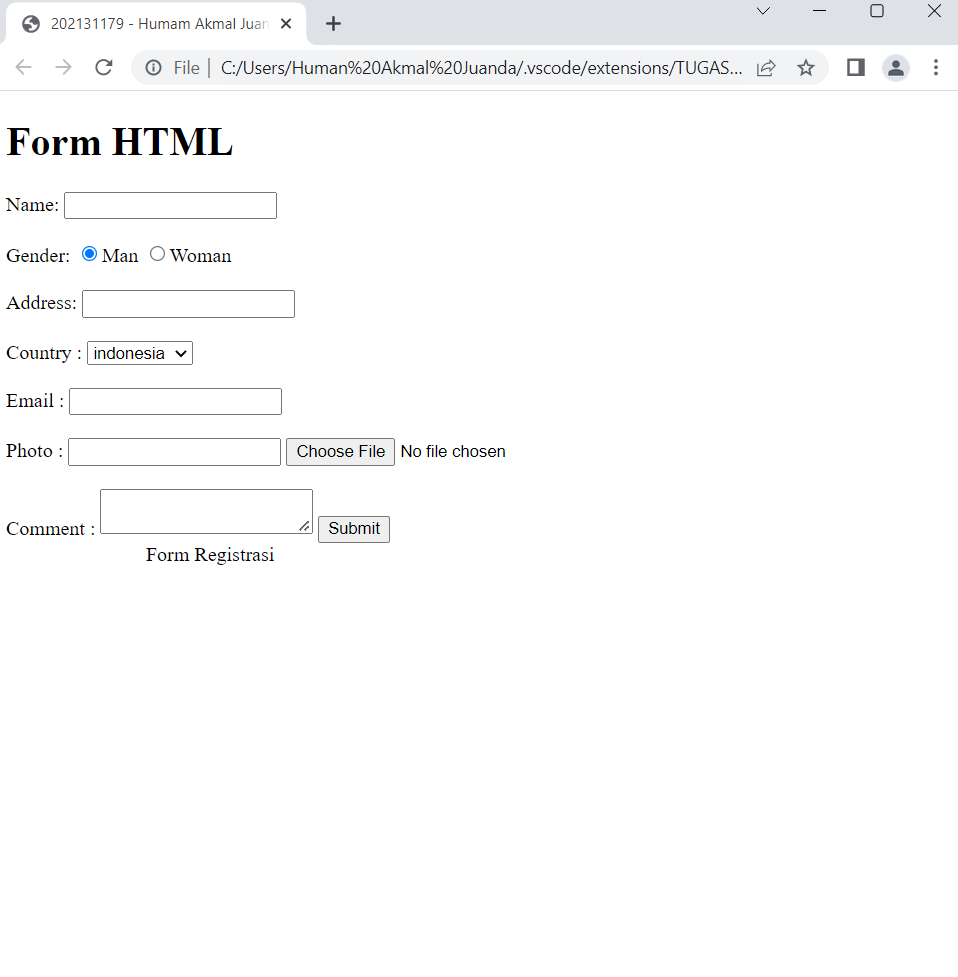 202131179 - Humam Akmal Juan
File | C:/Users/Human%20Akmal%20Juanda/.vscode/extensions/TUGAS...
Form HTML
Name:
Gender: Man Woman
Address:
Country : indonesia
Email :
Photo : Choose File No file chosen
Comment : Submit
Form Registrasi